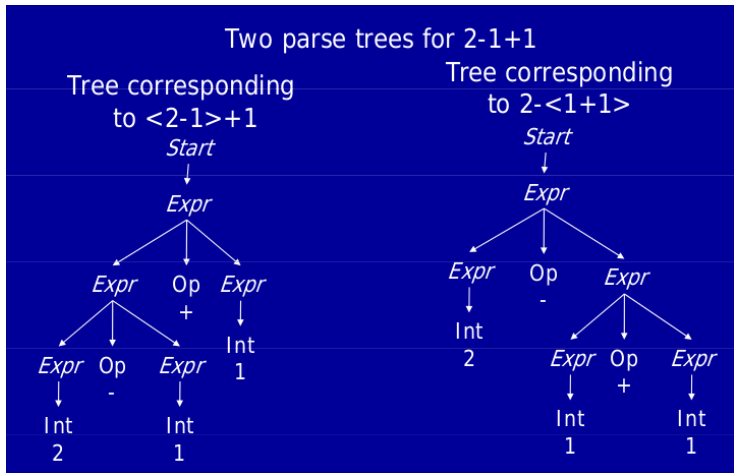 Two parse trees for 2-1+1
Tree corresponding
to <2-1>+1
Start
Expr
Expr Op Expr
+
Int
1
Expr Op Expr
-
Int Int
2 1
Tree corresponding
to 2-<1+1>
Start
Expr
Expr Op Expr
-
Int
2
Expr Op Expr
+
Int Int
1 1